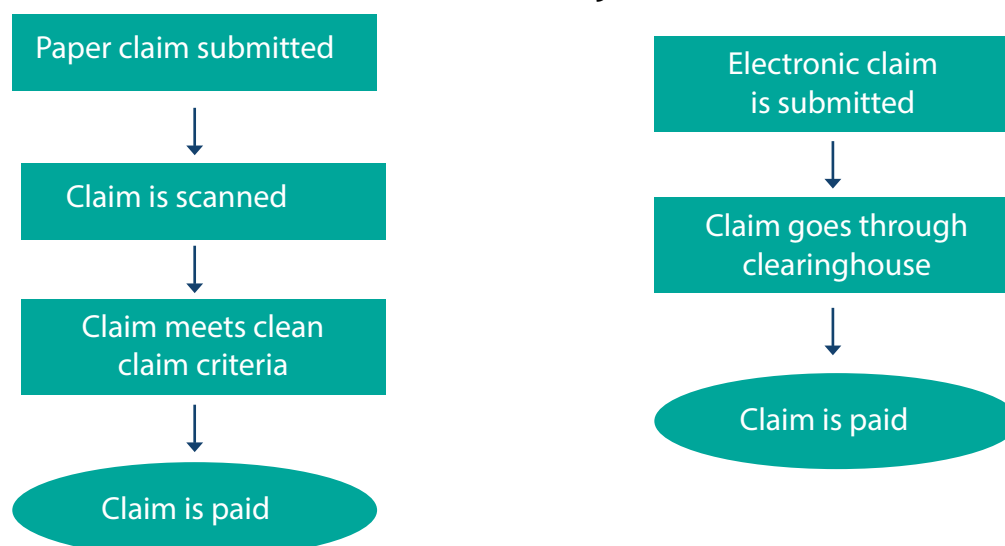 Paper claim submitted
Claim is scanned
Claim meets clean
claim criteria
Claim is paid
Electronic claim
is submitted
Claim goes through
clearinghouse
Claim is paid